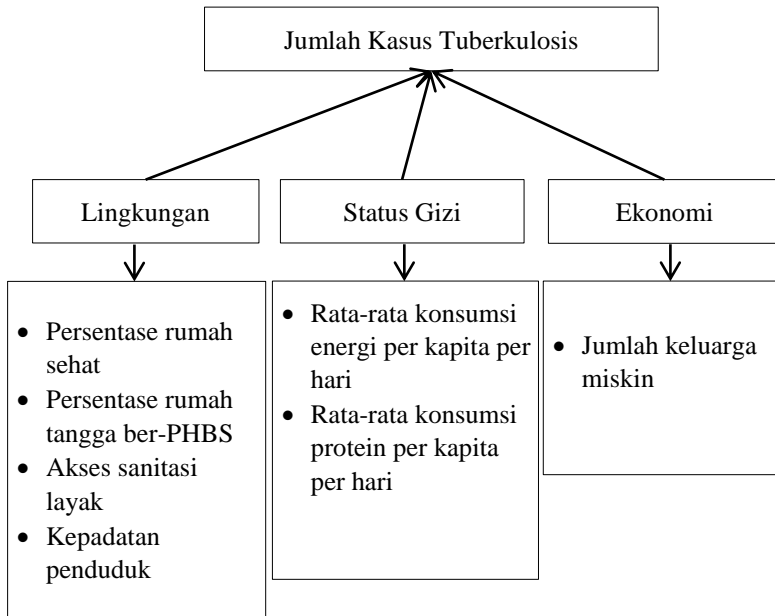 Jumlah Kasus Tuberkulosis
Lingkungan
Status Gizi
Ekonomi
• Persentase rumah
sehat
• Persentase rumah
tangga ber-PHBS
• Akses sanitasi
layak
• Kepadatan
penduduk
• Rata-rata konsumsi
energi per kapita per
hari
• Rata-rata konsumsi
protein per kapita
per hari
• Jumlah keluarga
miskin